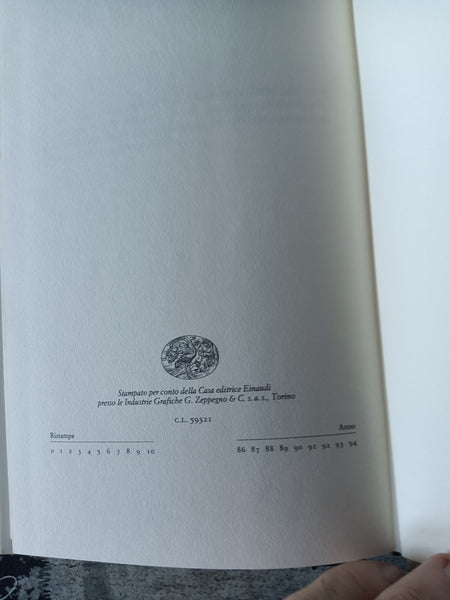 Stampato per conto della Casa editrice Einaudi
presso le Industrie Grafiche G. Zeppegno & C. s. a. s., Torino
C.L. 59321
Ristampa Anno
0 1 2 3 4 5 6 7 8 9 10 86 87 88 89 90 91 92 93 94